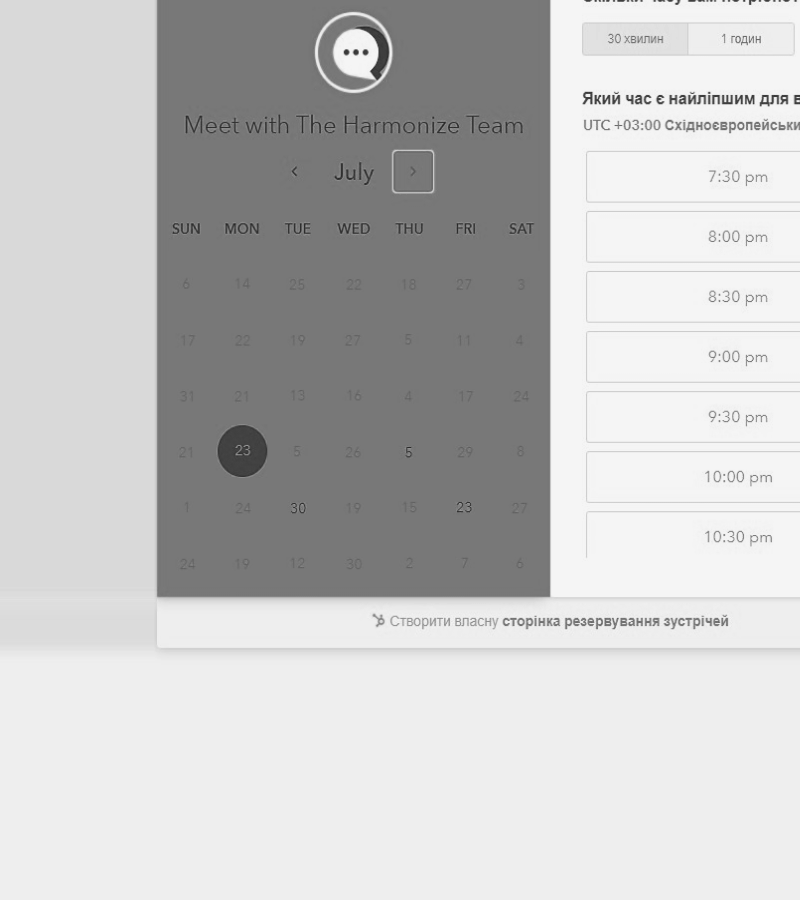 30 хвилин
1 годин
Який час є найліпшим для
UTC +03:00
Meet with The Harmonize Team
July
SUN MON TUE WED THU FRI SAT
6 14 25 22 18 27 3
17 22 19 27 5 11 4
31 21 13 16 4 17 24
21 23 5 26 5 29 8
1 24 30 19 15 23 27
24 19 12 30 2 7 6
7:30 pm
8:00 pm
8:30 pm
9:00 pm
9:30 pm
10:00 pm
10:30 pm
Створити власну сторінка резервування зустрічей